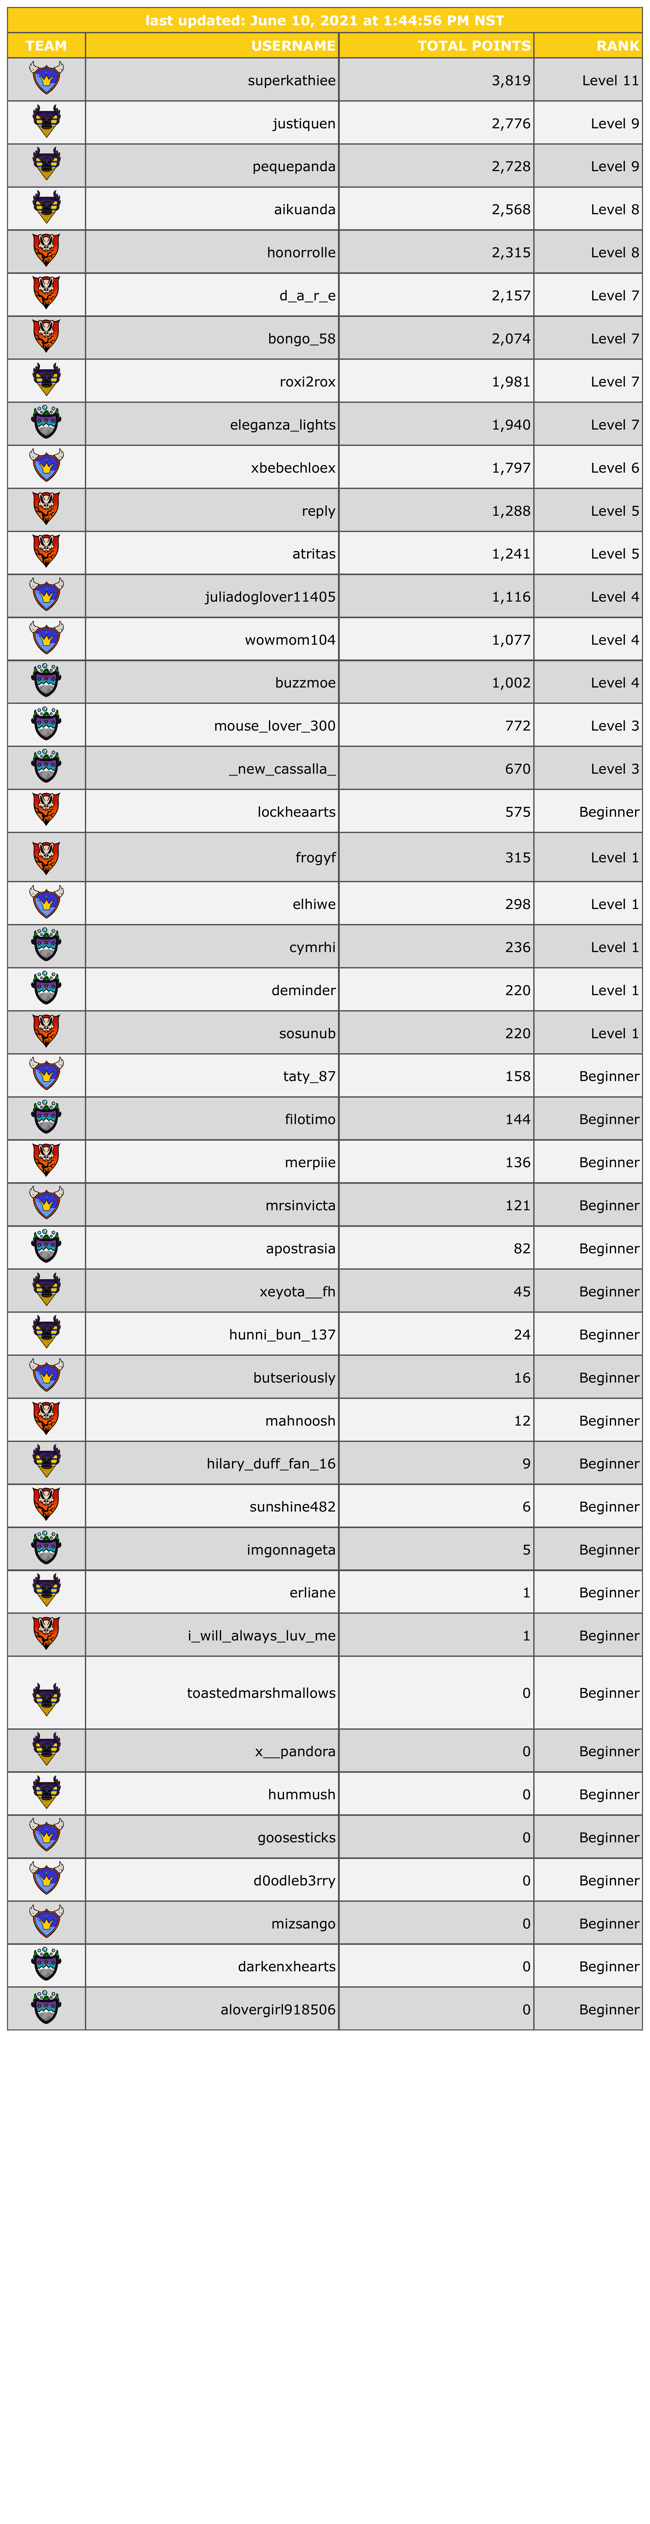 last updated: June 10, 2021 at 1:44:56 PM NST
TEAM USERNAME TOTAL POINTS RANK
superkathiee 3,819 Level 11
justiquen 2,776 Level 9
pequepanda 2,728 Level 9
aikuanda 2,568 Level 8
honorrolle 2,315 Level 8
d_a_r_e 2,157 Level 7
bongo_58 2,074 Level 7
roxi2rox 1,981 Level 7
eleganza_lights 1,940 Level 7
xbebechloex 1,797 Level 6
reply 1,288 Level 5
atritas 1,241 Level 5
juliadoglover11405 1,116 Level 4
wowmom104 1,077 Level 4
buzzmoe 1,002 Level 4
mouse_lover_300 772 Level 3
_new_cassalla_ 670 Level 3
lockheaarts 575 Beginner
frogyf 315 Level 1
elhiwe 298 Level 1
cymrhi 236 Level 1
deminder 220 Level 1
sosunub 220 Level 1
taty_87 158 Beginner
filotimo 144 Beginner
merpiie 136 Beginner
mrsinvicta 121 Beginner
apostrasia 82 Beginner
xeyota__fh 45 Beginner
hunni_bun_137 24 Beginner
butseriously 16 Beginner
mahnoosh 12 Beginner
hilary_duff_fan_16 9 Beginner
sunshine482 6 Beginner
imgonnageta 5 Beginner
erliane 1 Beginner
i_will_always_luv_me 1 Beginner
toastedmarshmallows 0 Beginner
x__pandora 0 Beginner
hummush 0 Beginner
goosesticks 0 Beginner
d0odleb3rry 0 Beginner
mizsango 0 Beginner
darkenxhearts 0 Beginner
alovergirl918506 0 Beginner